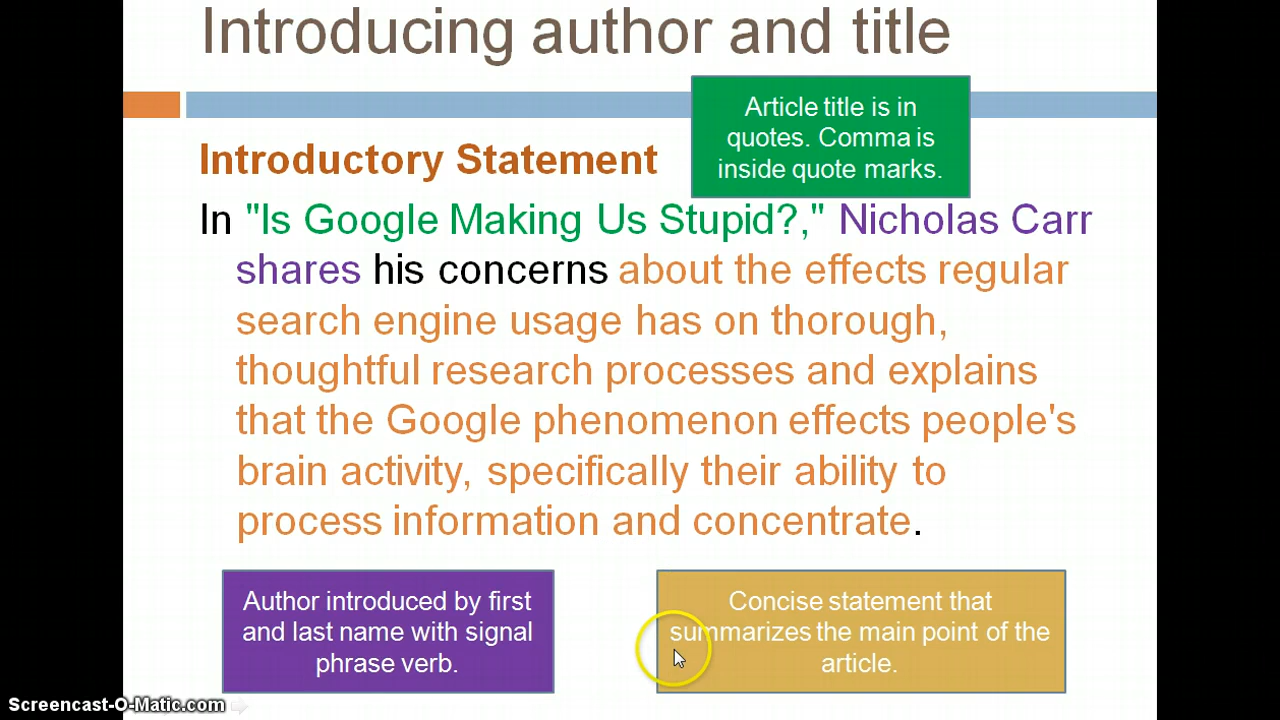 Introducing author and title
Article title is in
quotes. Comma is
inside quote marks.
Introductory Statement
In "Is Google Making Us Stupid?," Nicholas Carr
shares his concerns about the effects regular
search engine usage has on thorough,
thoughtful research processes and explains
that the Google phenomenon effects people's
brain activity, specifically their ability to
process information and concentrate.
Author introduced by first
and last name with signal
phrase verb.
Concise statement that
summarizes the main point of the
article.
Screencast-O-Matic.com